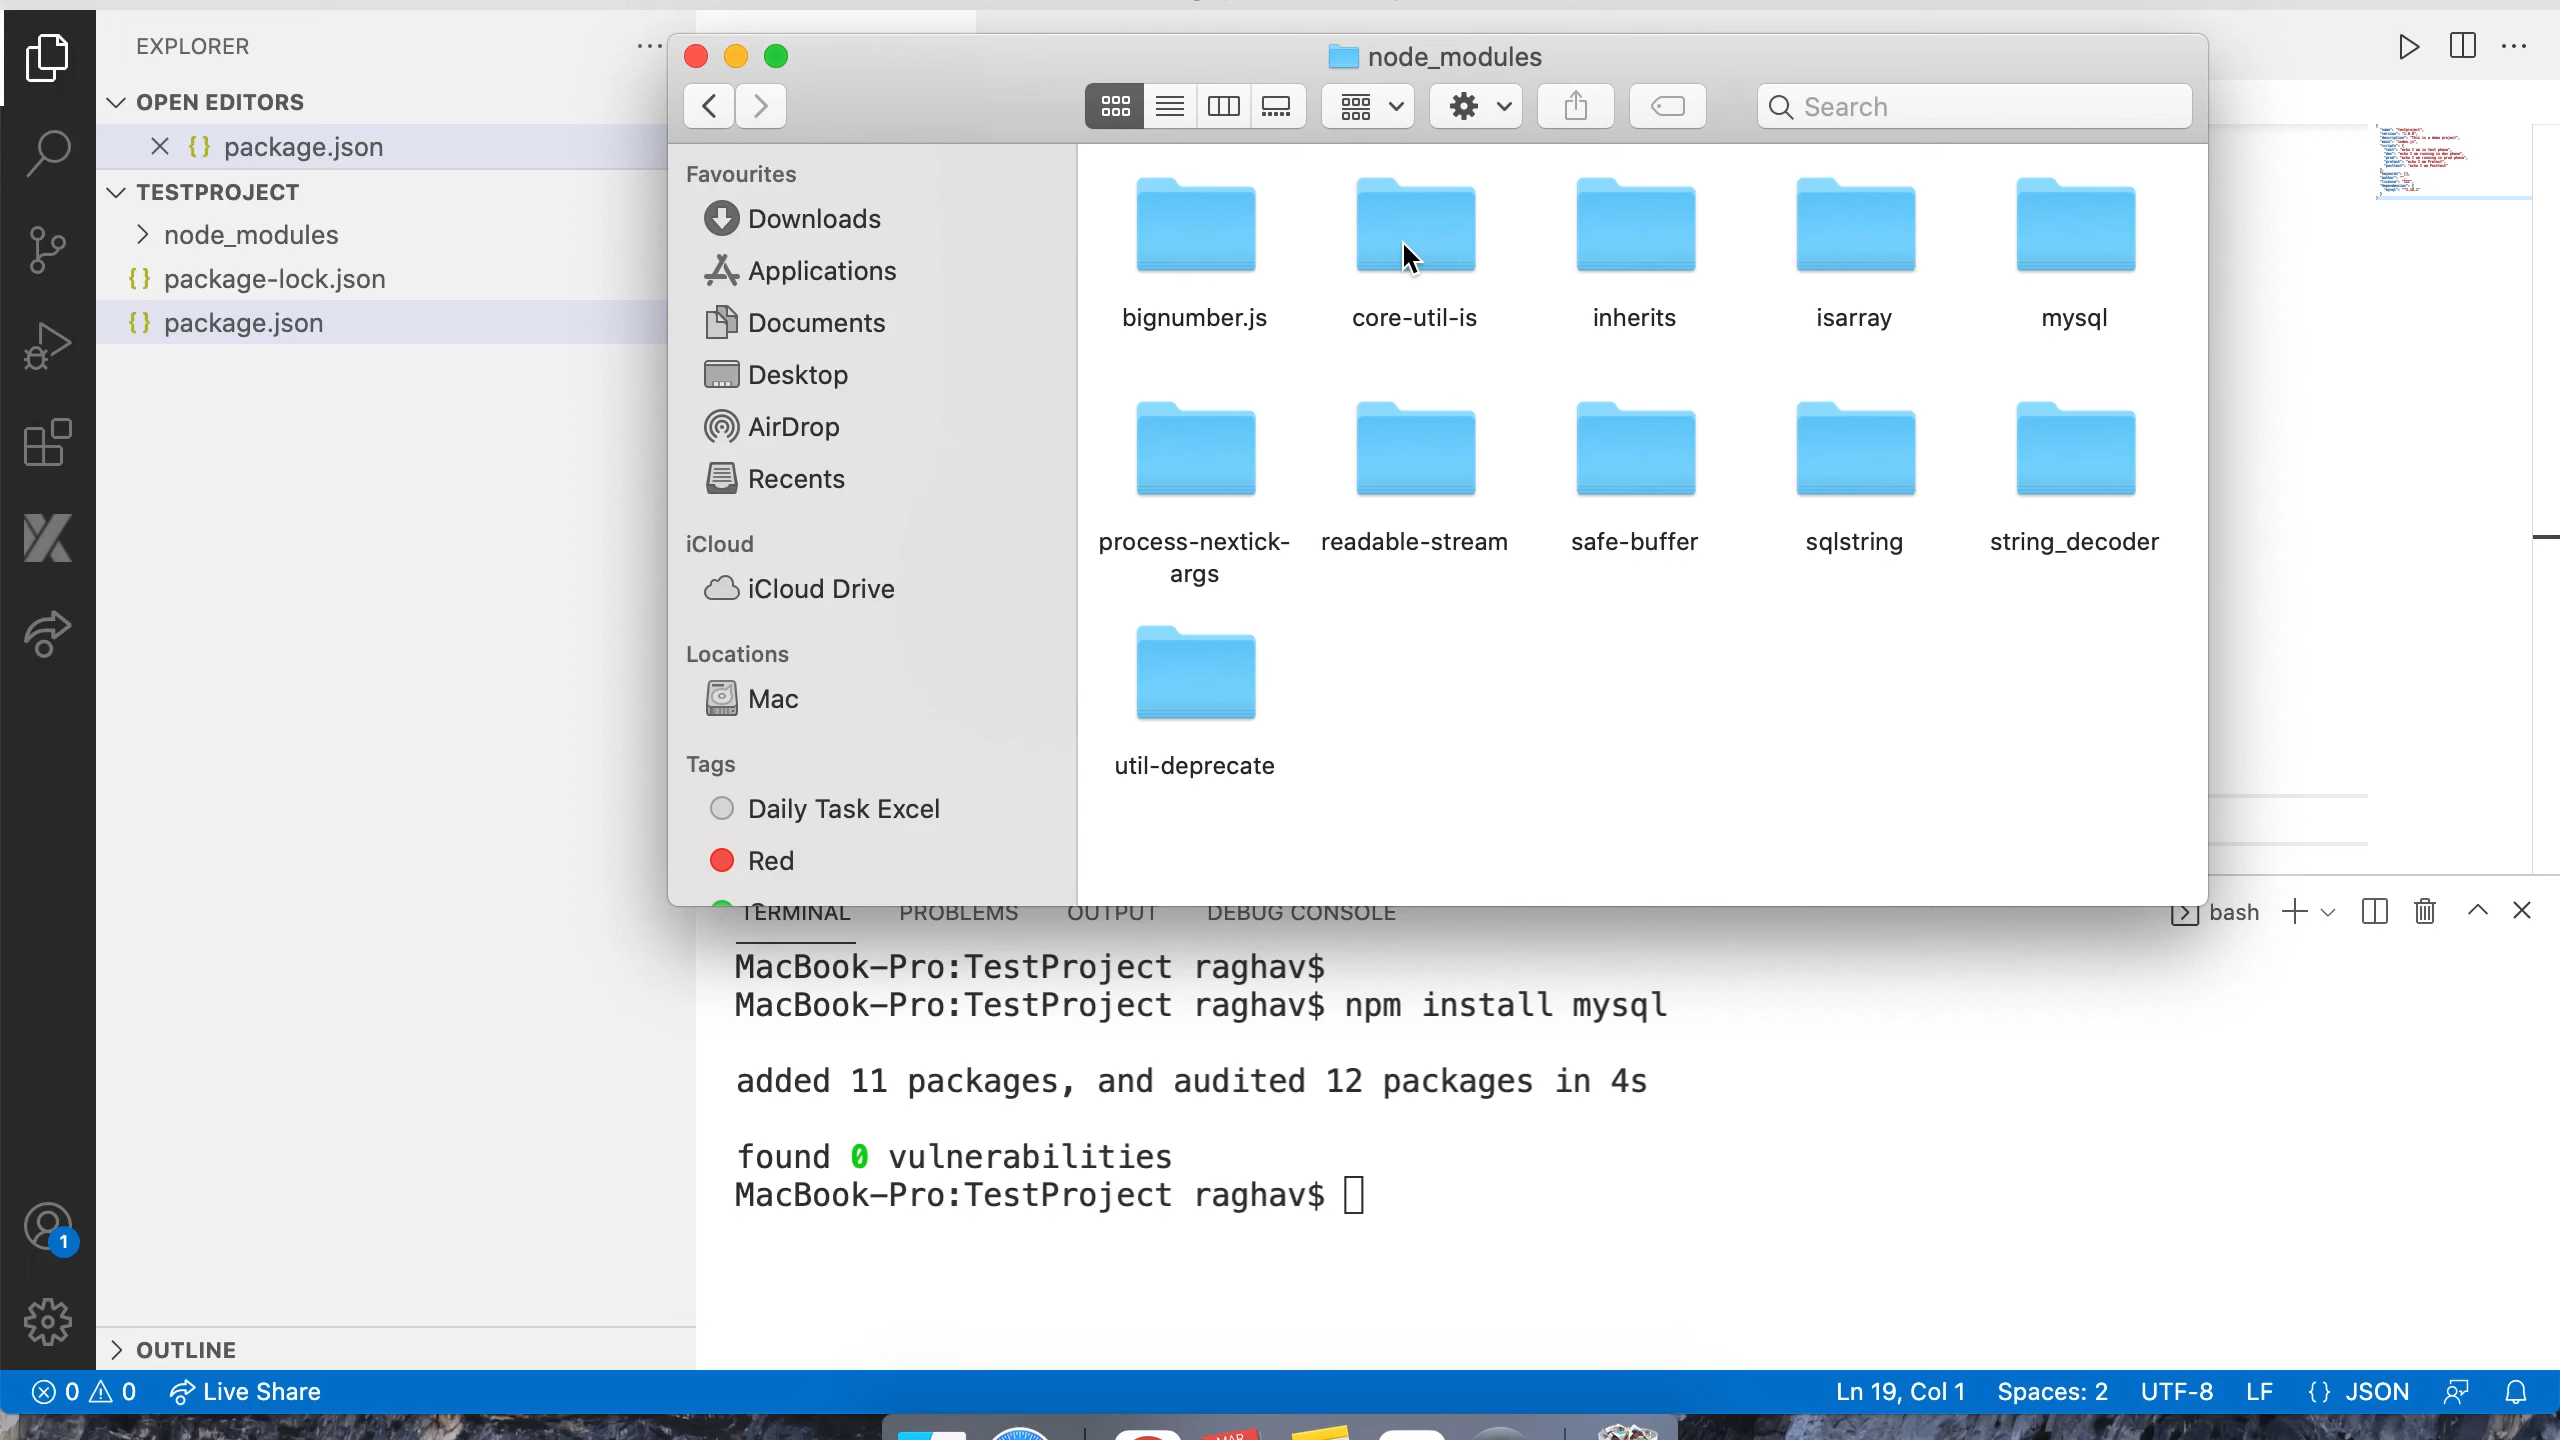 EXPLORER
OPEN EDITORS
package.json
TESTPROJECT
node_modules
package-lock.json
package.json
OUTLINE
node_modules
Search
Favourites
Downloads
Applications
Documents
Desktop
AirDrop
Recents
iCloud
iCloud Drive
Locations
Mac
Tags
Daily Task Excel
Red
bignumber.js
core-util-is
inherits
isarray
mysql
process-nextick-
args
readable-stream
safe-buffer
sqlstring
string_decoder
util-deprecate
TERMINAL PROBLEMS OUTPUT DEBUG CONSOLE
bash
MacBook-Pro:TestProject raghav$
MacBook-Pro:TestProject raghav$ npm install mysql
added 11 packages, and audited 12 packages in 4s
found 0 vulnerabilities
MacBook-Pro:TestProject raghav$
1
0 0 Live Share
Ln 19, Col 1 Spaces: 2 UTF-8 LF {} JSON
MAR